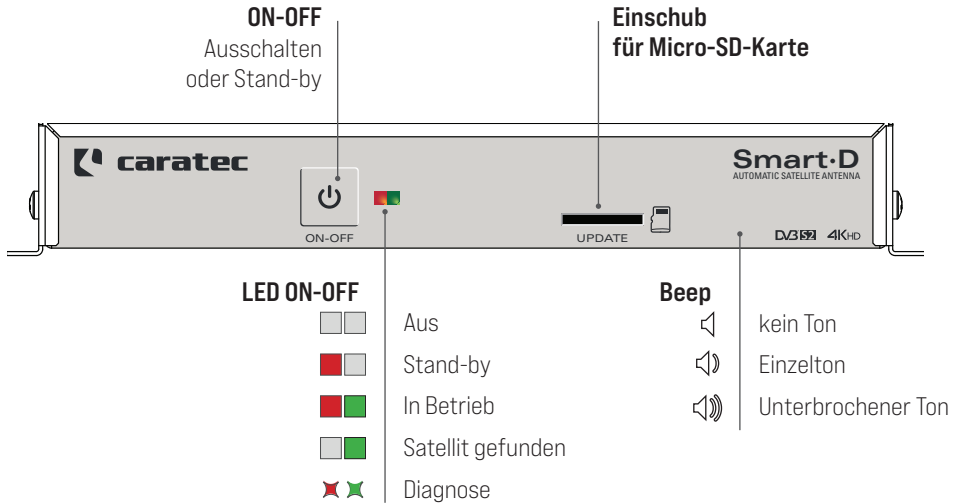 ON-OFF
Ausschalten
oder Stand-by
Einschub
für Micro-SD-Karte
caratec
Smart·D
AUTOMATIC SATELLITE ANTENNA
ON-OFF
UPDATE
DVB S2 4K HD
LED ON-OFF
Aus
Stand-by
In Betrieb
Satellit gefunden
Diagnose
Beep
kein Ton
Einzelton
Unterbrochener Ton